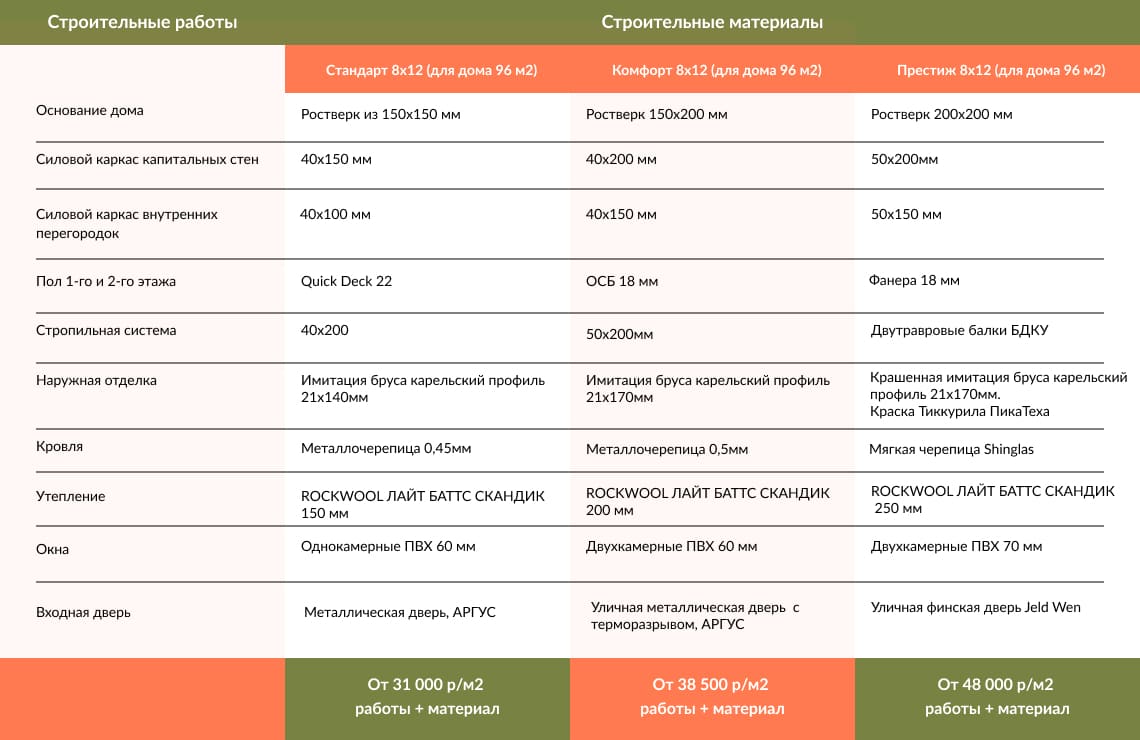 Строительные работы
Строительные материалы
Стандарт 8х12 (для дома 96 м2)
Комфорт 8х12 (для дома 96 м2)
Престиж 8х12 (для дома 96 м2)
Основание дома
Ростверк из 150х150 мм
Ростверк 150х200 мм
Ростверк 200х200 мм
Силовой каркас капитальных стен
40х150 мм
40х200 мм
50х200мм
Силовой каркас внутренних
перегородок
40х100 мм
40х150 мм
50х150 мм
Пол 1-го и 2-го этажа
Quick Deck 22
ОСБ 18 мм
Фанера 18 мм
Стропильная система
40х200
50х200мм
Двутравровые балки БДКУ
Наружная отделка
Имитация бруса карельский профиль
21х140мм
Имитация бруса карельский профиль
21х170мм
Крашенная имитация бруса карельский
профиль 21х170мм.
Краска Тиккурила ПикаТеха
Кровля
Металлочерепица 0,45мм
Металлочерепица 0,5мм
Мягкая черепица Shinglas
Утепление
ROCKWOOL ЛАЙТ БАТТС СКАНДИК
150 мм
ROCKWOOL ЛАЙТ БАТТС СКАНДИК
200 мм
ROCKWOOL ЛАЙТ БАТТС СКАНДИК
250 мм
Окна
Однокамерные ПВХ 60 мм
Двухкамерные ПВХ 60 мм
Двухкамерные ПВХ 70 мм
Входная дверь
Металлическая дверь, АРГУС
Уличная металлическая дверь с
терморазрывом, АРГУС
Уличная финская дверь Jeld Wen
От 31 000 р/м2
работы + материал
От 38 500 р/м2
работы + материал
От 48 000 р/м2
работы + материал